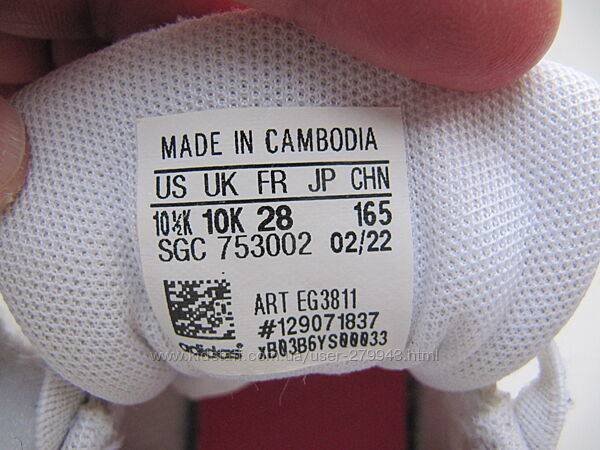 MADE IN CAMBODIA
US UK FR JP CHN
10½K 10K 28 165
SGC 753002 02/22
ART EG3811
#129071837
xB03B6YS00033
adidas